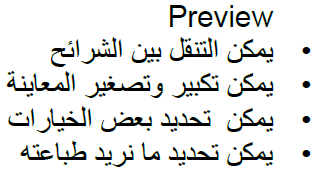 Preview
• يمكن التنقل بين الشرائح
• يمكن تكبير وتصغير المعاينة
• يمكن  تحديد بعض الخيارات
• يمكن تحديد ما نريد طباعته